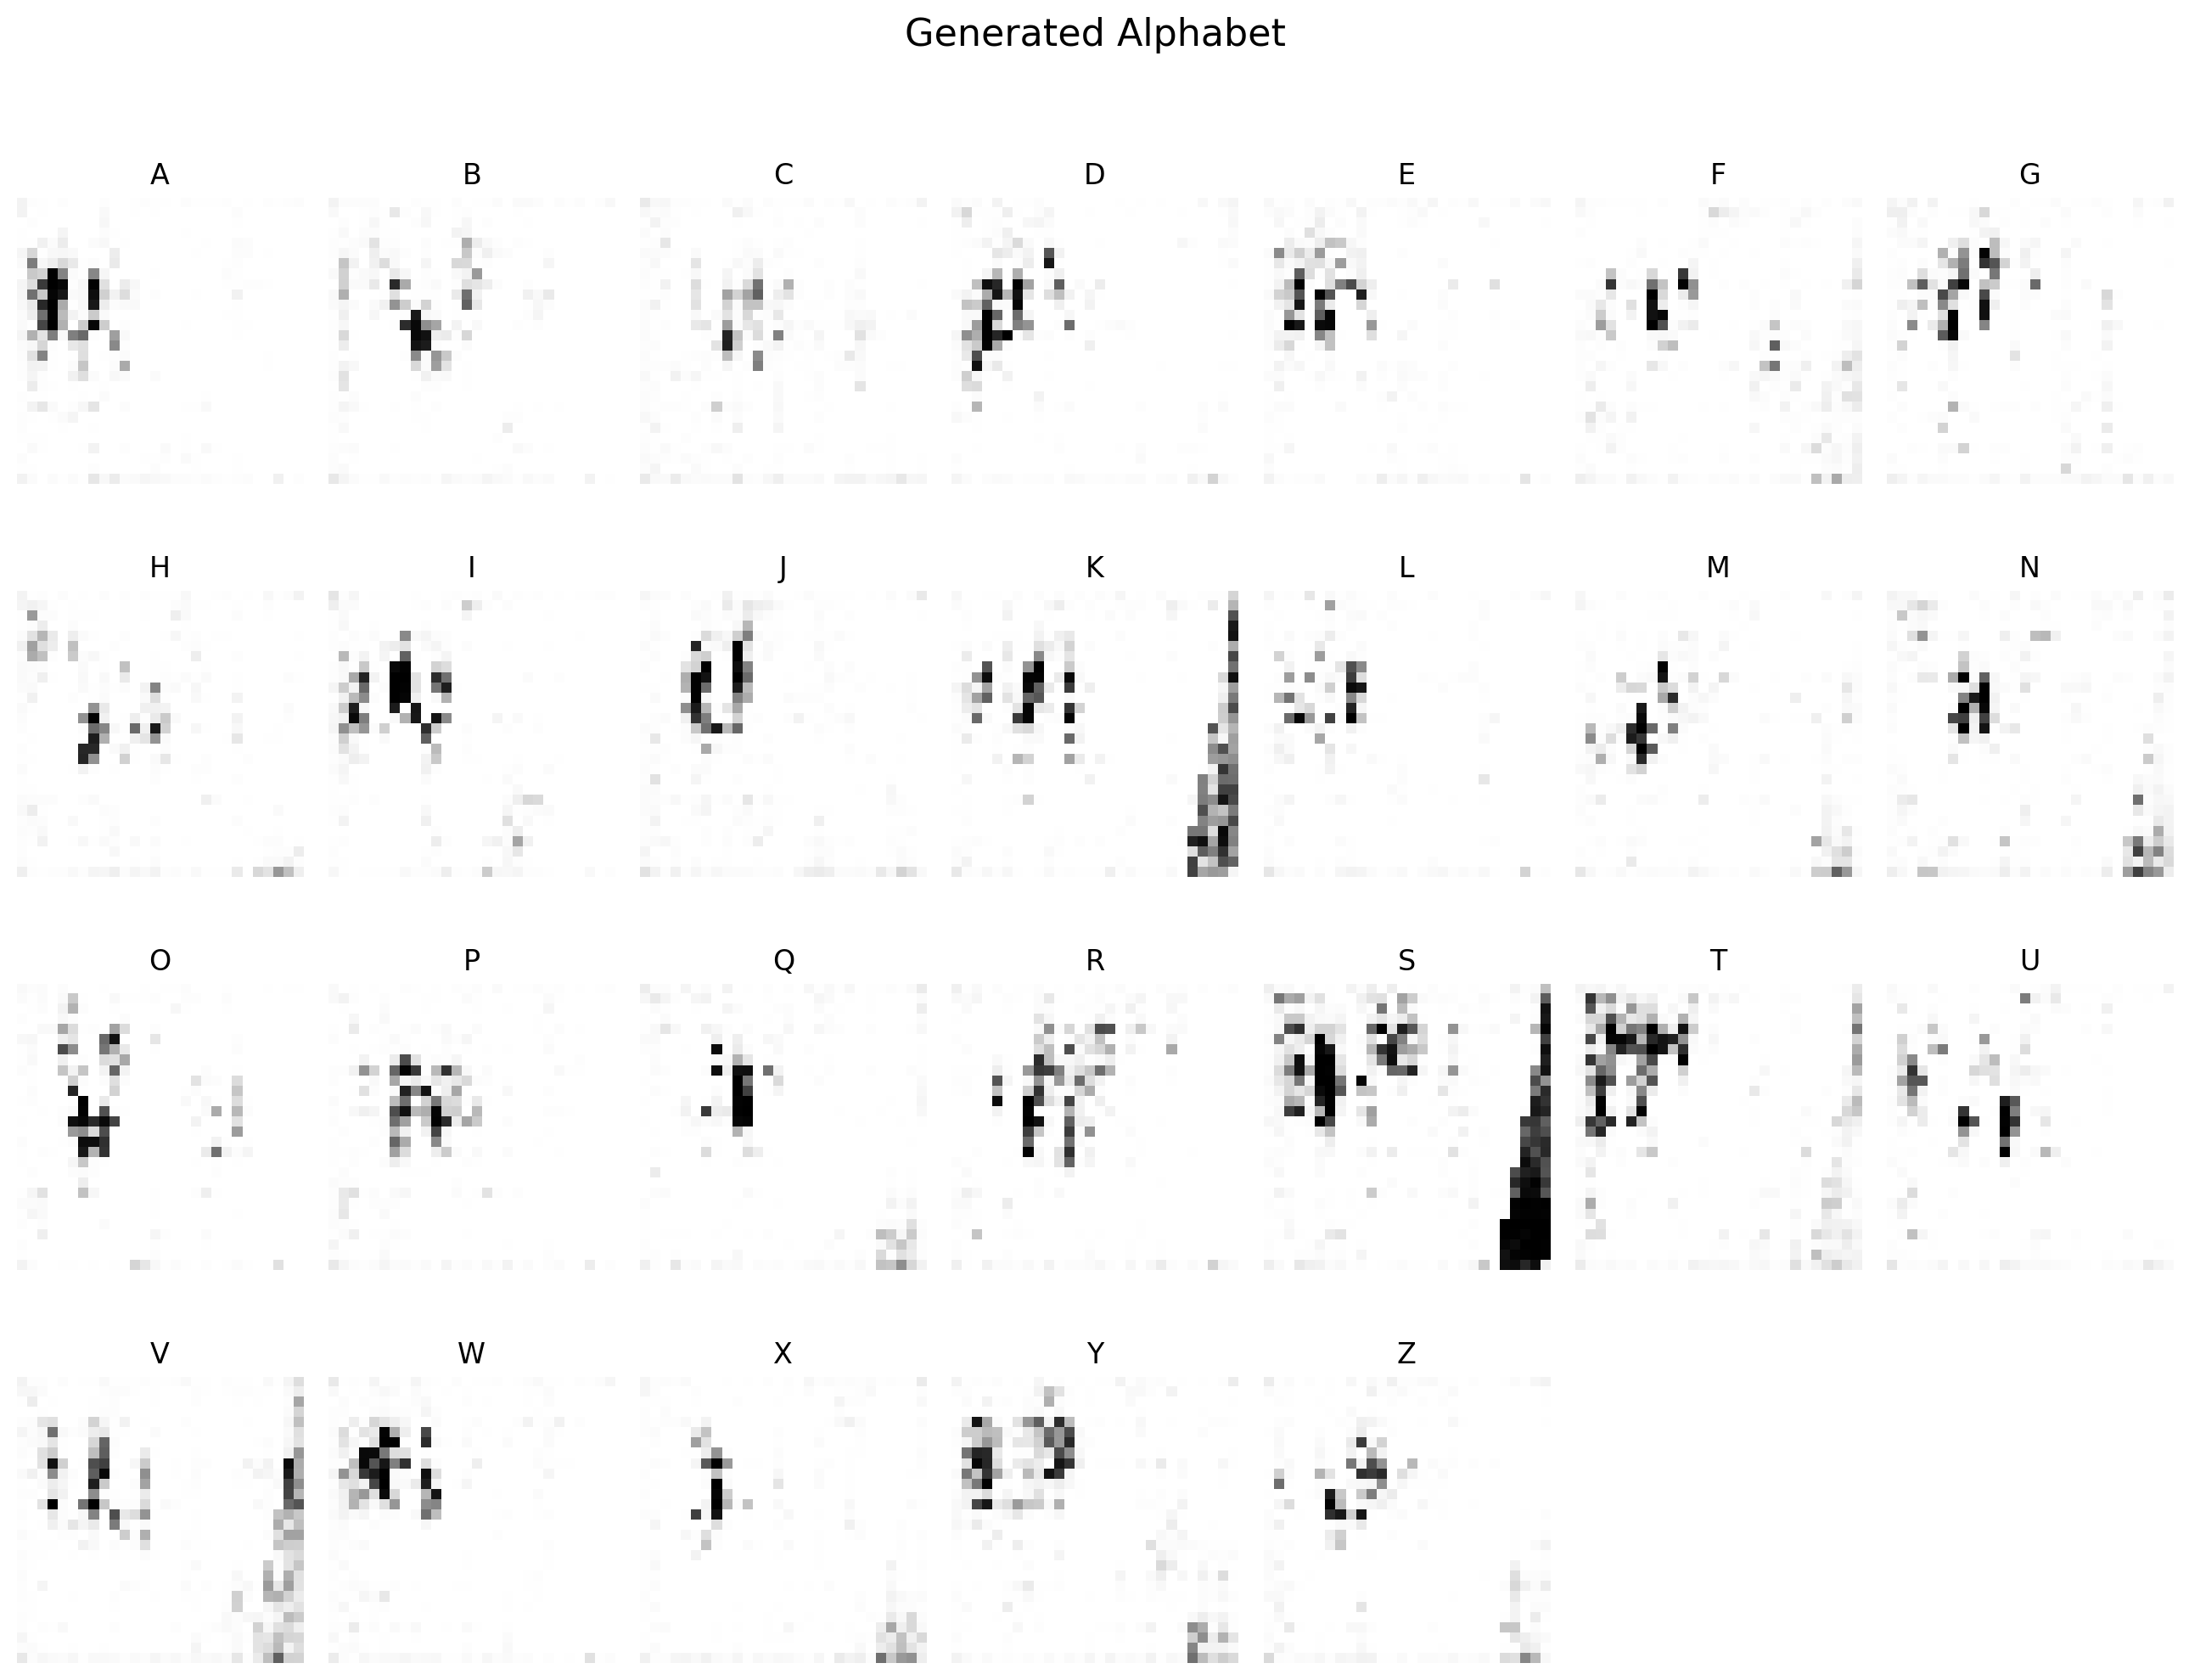 Generated Alphabet
A B C D E F G
H I J K L M N
O P Q R S T U
V W X Y Z